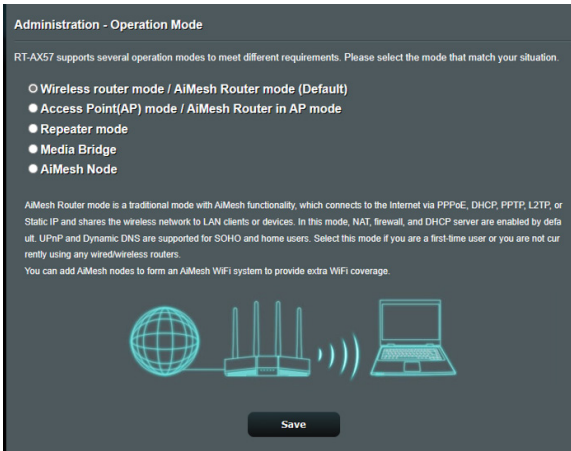 Administration - Operation Mode
RT-AX57 supports several operation modes to meet different requirements. Please select the mode that match your situation.
Wireless router mode / AiMesh Router mode (Default)
Access Point(AP) mode / AiMesh Router in AP mode
Repeater mode
Media Bridge
AiMesh Node
AiMesh Router mode is a traditional mode with AiMesh functionality, which connects to the Internet via PPPoE, DHCP, PPTP, L2TP, or
Static IP and shares the wireless network to LAN clients or devices. In this mode, NAT, firewall, and DHCP server are enabled by defa
ult. UPnP and Dynamic DNS are supported for SOHO and home users. Select this mode if you are a first-time user or you are not cur
rently using any wired/wireless routers.
You can add AiMesh nodes to form an AiMesh WiFi system to provide extra WiFi coverage.
Save